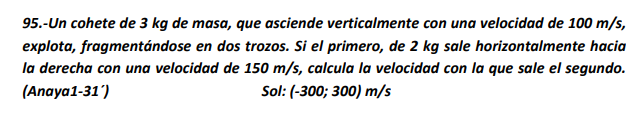 95.-Un cohete de 3 kg de masa, que asciende verticalmente con una velocidad de 100 m/s,
explota, fragmentándose en dos trozos. Si el primero, de 2 kg sale horizontalmente hacia
la derecha con una velocidad de 150 m/s, calcula la velocidad con la que sale el segundo.
(Anaya1-31´) Sol: (-300; 300) m/s